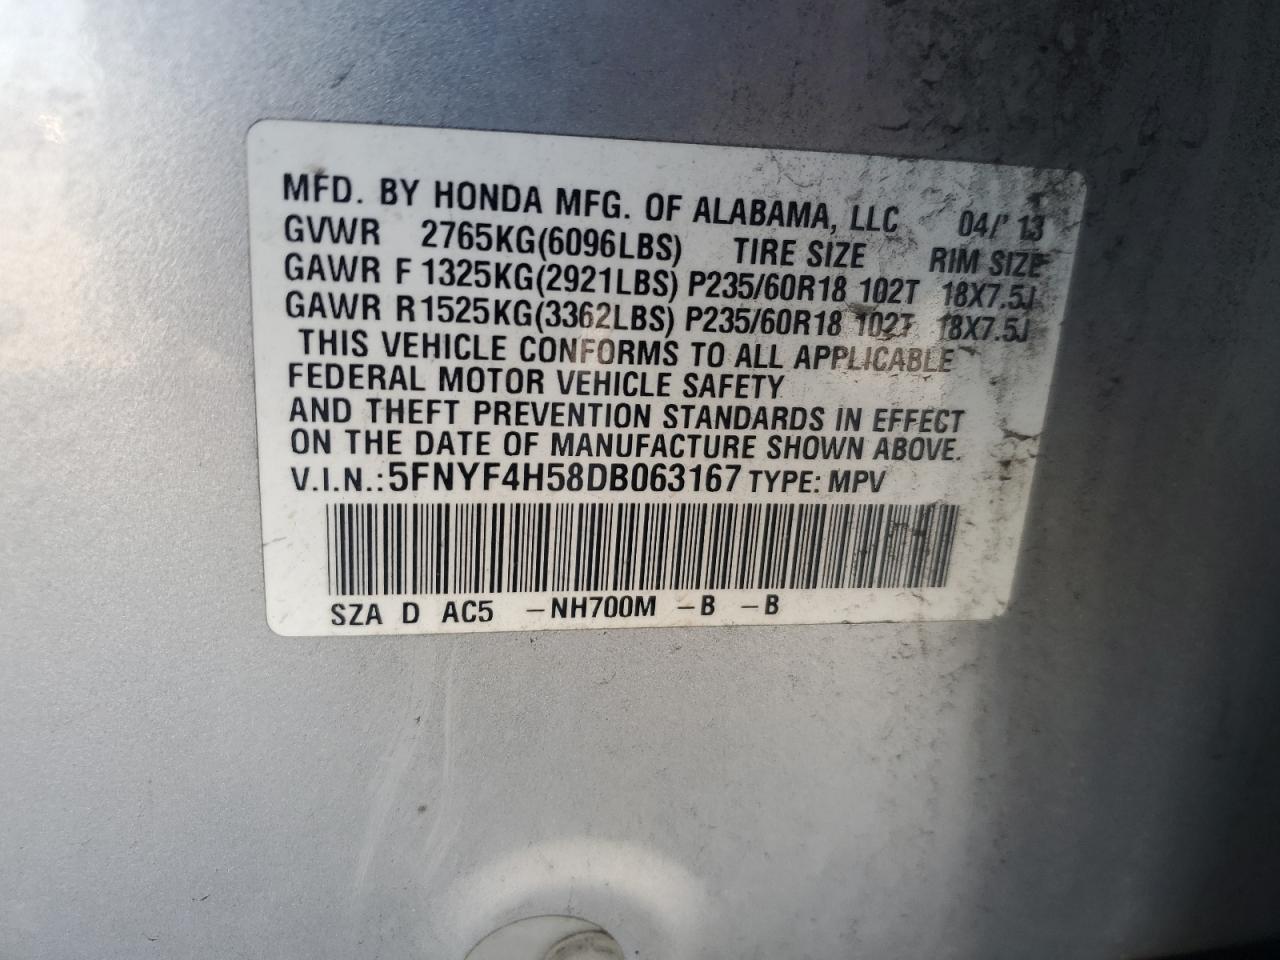 MFD. BY HONDA MFG. OF ALABAMA, LLC 04/'13
GVWR 2765KG(6096LBS) TIRE SIZE RIM SIZE
GAWR F 1325KG(2921LBS) P235/60R18 102T 18X7.5J
GAWR R 1525KG(3362LBS) P235/60R18 102T 18X7.5J
THIS VEHICLE CONFORMS TO ALL APPLICABLE
FEDERAL MOTOR VEHICLE SAFETY
AND THEFT PREVENTION STANDARDS IN EFFECT
ON THE DATE OF MANUFACTURE SHOWN ABOVE.
V.I.N.: 5FNYF4H58DB063167 TYPE: MPV
SZA D AC5 -NH700M -B -B